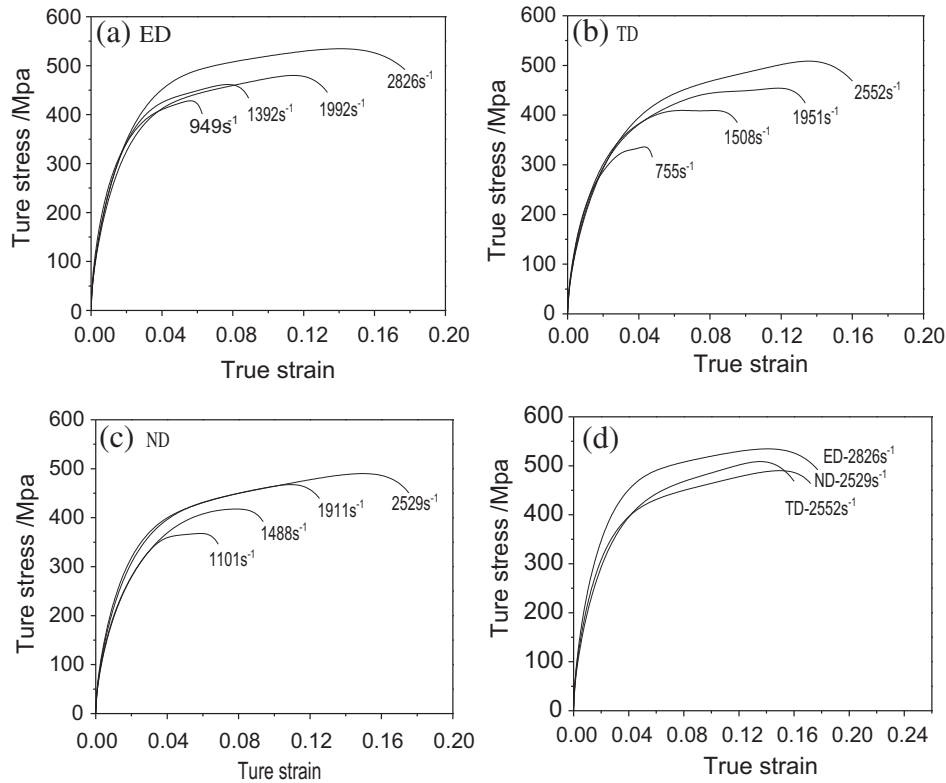 (a) ED
Ture stress /Mpa
600
500
400
300
200
100
0
2826s-1
1992s-1
1392s-1
949s-1
0.00 0.04 0.08 0.12 0.16 0.20
True strain
(b) TD
True stress /Mpa
600
500
400
300
200
100
0
2552s-1
1951s-1
1508s-1
755s-1
0.00 0.04 0.08 0.12 0.16 0.20
True strain
(c) ND
Ture stress /Mpa
600
500
400
300
200
100
0
2529s-1
1911s-1
1488s-1
1101s-1
0.00 0.04 0.08 0.12 0.16 0.20
Ture strain
(d)
Ture stress /Mpa
600
500
400
300
200
100
0
ED-2826s-1
ND-2529s-1
TD-2552s-1
0.00 0.04 0.08 0.12 0.16 0.20 0.24
True strain